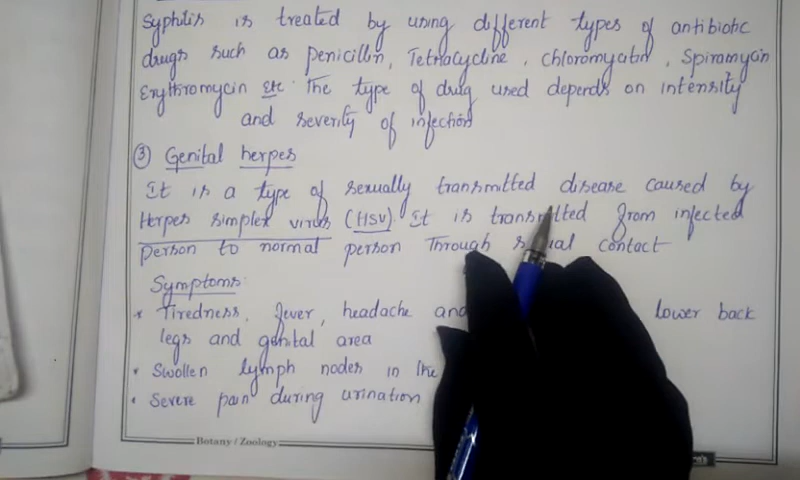 Syphilis is treated by using different types of antibiotic
drugs such as penicillin, Tetracycline, Chloromycitin, Spiramycin
Erythromycin Etc. The type of drug used depends on intensity
and severity of infection
③ Genital herpes
It is a type of sexually transmitted disease caused by
Herpes simplex virus (HSV). It is transmitted from infected
person to normal person Through contact
Symptoms:
* Tiredness, fever, headache and lower back
legs and genital area
* Swollen lymph nodes in the
* Severe pain during urination
Botany / Zoology